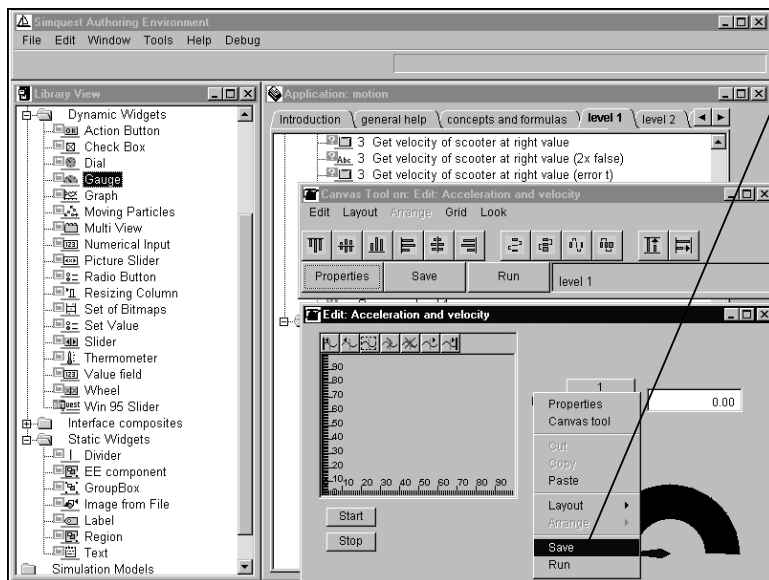 Simquest Authoring Environment
File Edit Window Tools Help Debug
Library View
Dynamic Widgets
Action Button
Check Box
Dial
Gauge
Graph
Moving Particles
Multi View
Numerical Input
Picture Slider
Radio Button
Resizing Column
Set of Bitmaps
Set Value
Slider
Thermometer
Value field
Wheel
Win 95 Slider
Interface composites
Static Widgets
Divider
EE component
GroupBox
Image from File
Label
Region
Text
Simulation Models
Application: motion
Introduction general help concepts and formulas level 1 level 2
3 Get velocity of scooter at right value
3 Get velocity of scooter at right value (2x false)
3 Get velocity of scooter at right value (error t)
Canvas Tool on: Edit: Acceleration and velocity
Edit Layout Arrange Grid Look
Properties Save Run level 1
Edit: Acceleration and velocity
90
80
70
60
50
40
30
20
10
10 20 30 40 50 60 70 80 90
Start
Stop
1
0.00
Properties
Canvas tool
Cut
Copy
Paste
Layout
Arrange
Save
Run